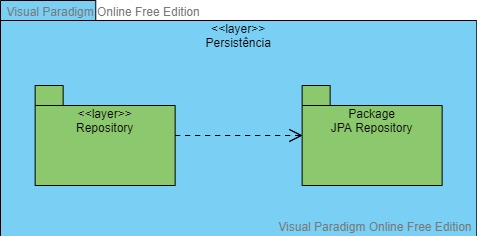 Visual Paradigm Online Free Edition
<<layer>>
Persistência
<<layer>>
Repository
Package
JPA Repository
Visual Paradigm Online Free Edition